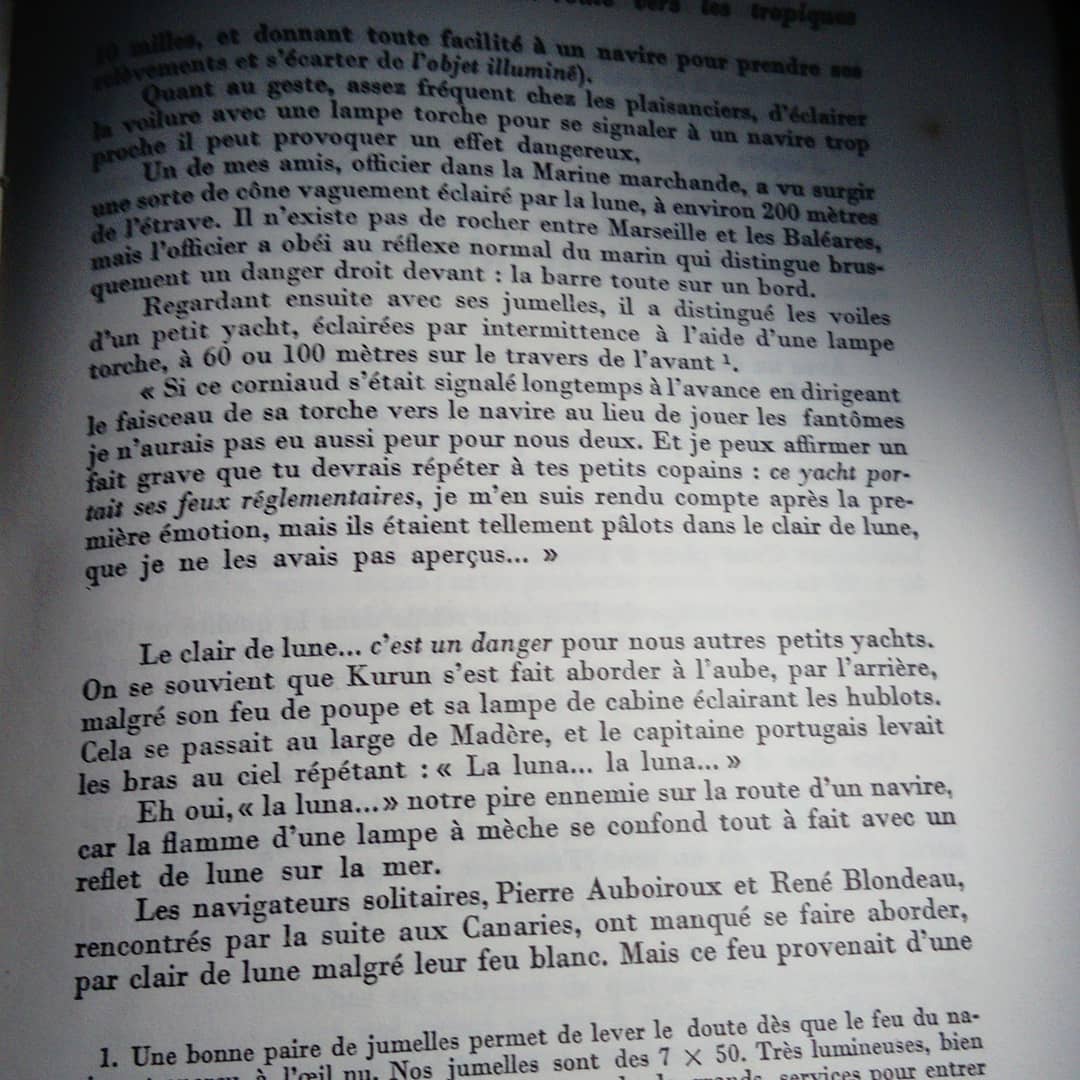 vers les tropiques
10 milles, et donnant toute facilité à un navire pour prendre ses
relèvements et s'écarter de l'objet illuminé).
Quant au geste, assez fréquent chez les plaisanciers, d'éclairer
la voilure avec une lampe torche pour se signaler à un navire trop
proche il peut provoquer un effet dangereux,
Un de mes amis, officier dans la Marine marchande, a vu surgir
une sorte de cône vaguement éclairé par la lune, à environ 200 mètres
de l'étrave. Il n'existe pas de rocher entre Marseille et les Baléares,
mais l'officier a obéi au réflexe normal du marin qui distingue brus-
quement un danger droit devant : la barre toute sur un bord.
Regardant ensuite avec ses jumelles, il a distingué les voiles
d'un petit yacht, éclairées par intermittence à l'aide d'une lampe
torche, à 60 ou 100 mètres sur le travers de l'avant ¹.
« Si ce corniaud s'était signalé longtemps à l'avance en dirigeant
le faisceau de sa torche vers le navire au lieu de jouer les fantômes
je n'aurais pas eu aussi peur pour nous deux. Et je peux affirmer un
fait grave que tu devrais répéter à tes petits copains : ce yacht por-
tait ses feux réglementaires, je m'en suis rendu compte après la pre-
mière émotion, mais ils étaient tellement pâlots dans le clair de lune,
que je ne les avais pas aperçus... »
Le clair de lune... c'est un danger pour nous autres petits yachts.
On se souvient que Kurun s'est fait aborder à l'aube, par l'arrière,
malgré son feu de poupe et sa lampe de cabine éclairant les hublots.
Cela se passait au large de Madère, et le capitaine portugais levait
les bras au ciel répétant : « La luna... la luna... »
Eh oui, « la luna...» notre pire ennemie sur la route d'un navire,
car la flamme d'une lampe à mèche se confond tout à fait avec un
reflet de lune sur la mer.
Les navigateurs solitaires, Pierre Auboiroux et René Blondeau,
rencontrés par la suite aux Canaries, ont manqué se faire aborder,
par clair de lune malgré leur feu blanc. Mais ce feu provenait d'une
1. Une bonne paire de jumelles permet de lever le doute dès que le feu du na-
à l'œil nu. Nos jumelles sont des 7 × 50. Très lumineuses, bien
services pour entrer